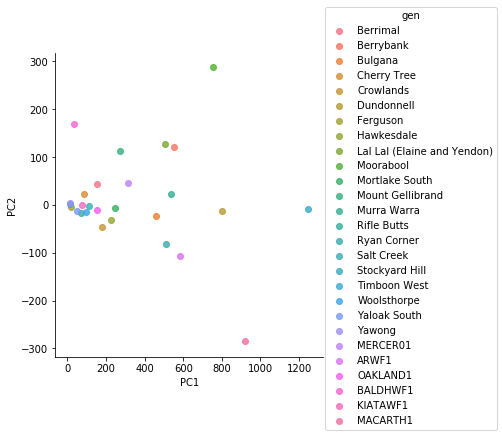 gen
Berrimal
Berrybank
Bulgana
Cherry Tree
Crowlands
Dundonnell
Ferguson
Hawkesdale
Lal Lal (Elaine and Yendon)
Moorabool
Mortlake South
Mount Gellibrand
Murra Warra
Rifle Butts
Ryan Corner
Salt Creek
Stockyard Hill
Timboon West
Woolsthorpe
Yaloak South
Yawong
MERCER01
ARWF1
OAKLAND1
BALDHWF1
KIATAWF1
MACARTH1
300
200
100
0
−100
−200
−300
PC2
0 200 400 600 800 1000 1200
PC1